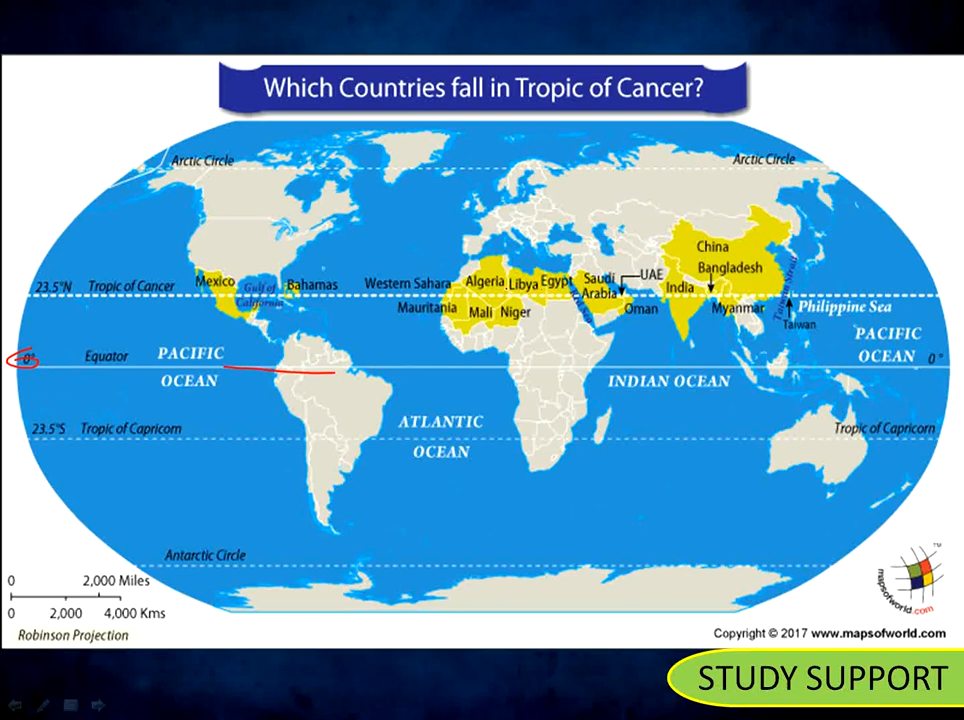 Which Countries fall in Tropic of Cancer?
Arctic Circle
Arctic Circle
China
Bangladesh
Mexico
Gulf of
California
Bahamas
Western Sahara
Algeria
Libya
Egypt
Saudi
Arabia
UAE
India
23.5°N Tropic of Cancer
Mauritania
Mali
Niger
Oman
Myanmar
Taiwan Strait
Taiwan
Philippine Sea
PACIFIC
OCEAN
0°
Equator
PACIFIC
OCEAN
INDIAN OCEAN
0°
ATLANTIC
OCEAN
23.5°S Tropic of Capricorn
Tropic of Capricorn
Antarctic Circle
0 2,000 Miles
0 2,000 4,000 Kms
Robinson Projection
mapsofworld.com
Copyright © 2017 www.mapsofworld.com
STUDY SUPPORT